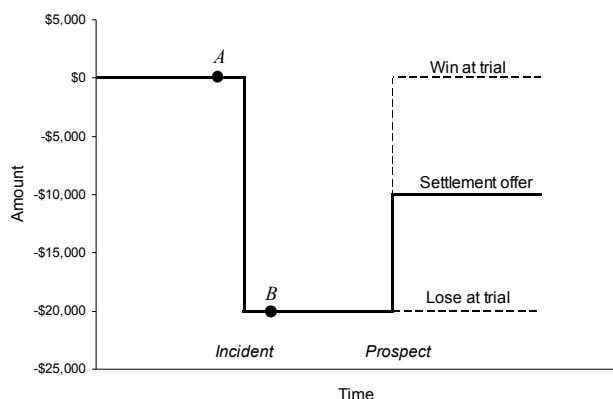 $5,000
A
$0
Win at trial
-$5,000
Amount
-$10,000
Settlement offer
-$15,000
B
-$20,000
Lose at trial
Incident
Prospect
-$25,000
Time